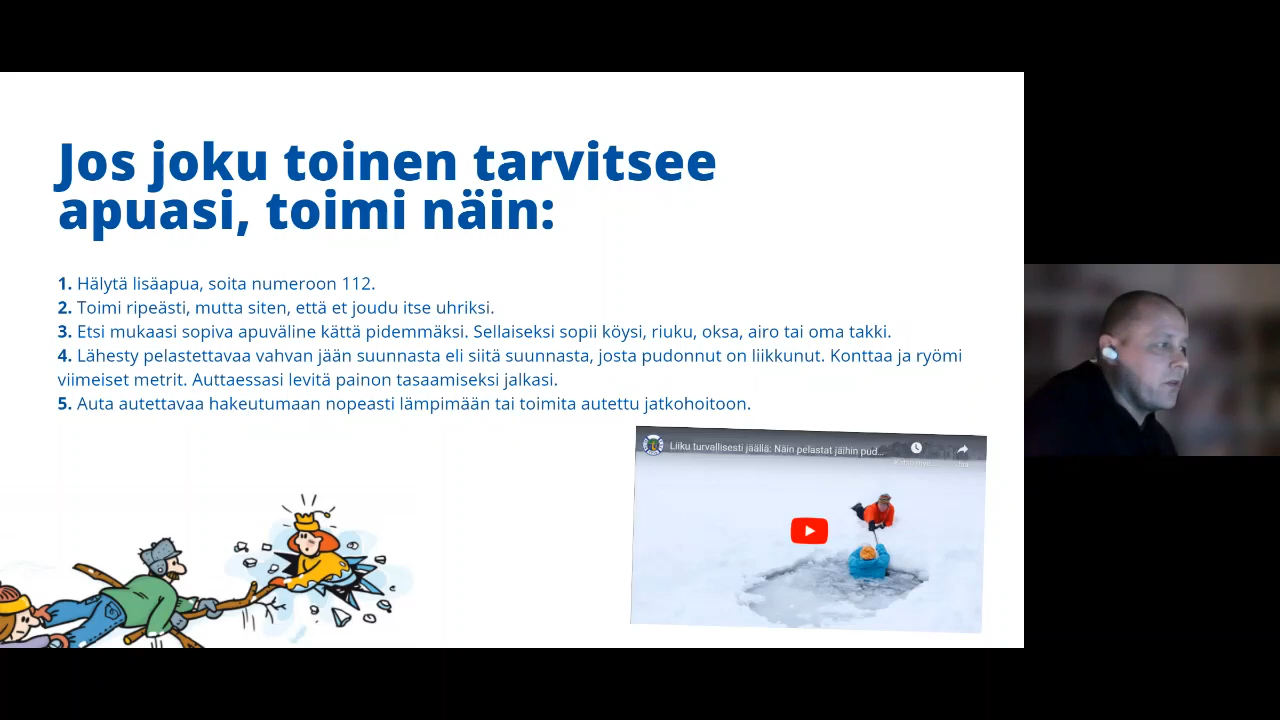 Jos joku toinen tarvitsee
apuasi, toimi näin:
1. Hälytä lisäapua, soita numeroon 112.
2. Toimi ripeästi, mutta siten, että et joudu itse uhriksi.
3. Etsi mukaasi sopiva apuväline kättä pidemmäksi. Sellaiseksi sopii köysi, riuku, oksa, airo tai oma takki.
4. Lähesty pelastettavaa vahvan jään suunnasta eli siitä suunnasta, josta pudonnut on liikkunut. Konttaa ja ryömi
viimeiset metrit. Auttaessasi levitä painon tasaamiseksi jalkasi.
5. Auta autettavaa hakeutumaan nopeasti lämpimään tai toimita autettu jatkohoitoon.
Liiku turvallisesti jäällä: Näin pelastat jäihin pud...